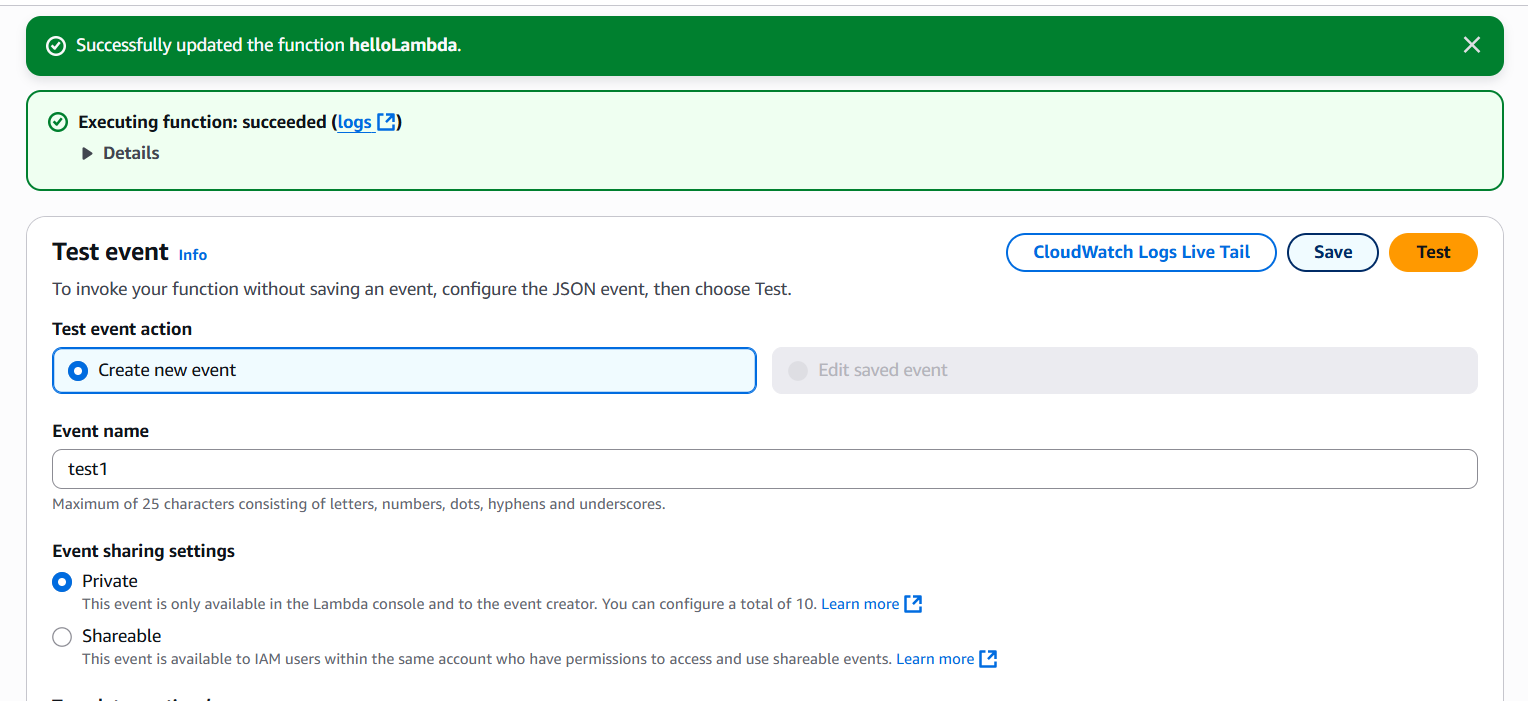 Successfully updated the function helloLambda.
Executing function: succeeded (logs)
Details
Test event Info
CloudWatch Logs Live Tail
Save
Test
To invoke your function without saving an event, configure the JSON event, then choose Test.
Test event action
Create new event
Edit saved event
Event name
test1
Maximum of 25 characters consisting of letters, numbers, dots, hyphens and underscores.
Event sharing settings
Private
This event is only available in the Lambda console and to the event creator. You can configure a total of 10. Learn more
Shareable
This event is available to IAM users within the same account who have permissions to access and use shareable events. Learn more